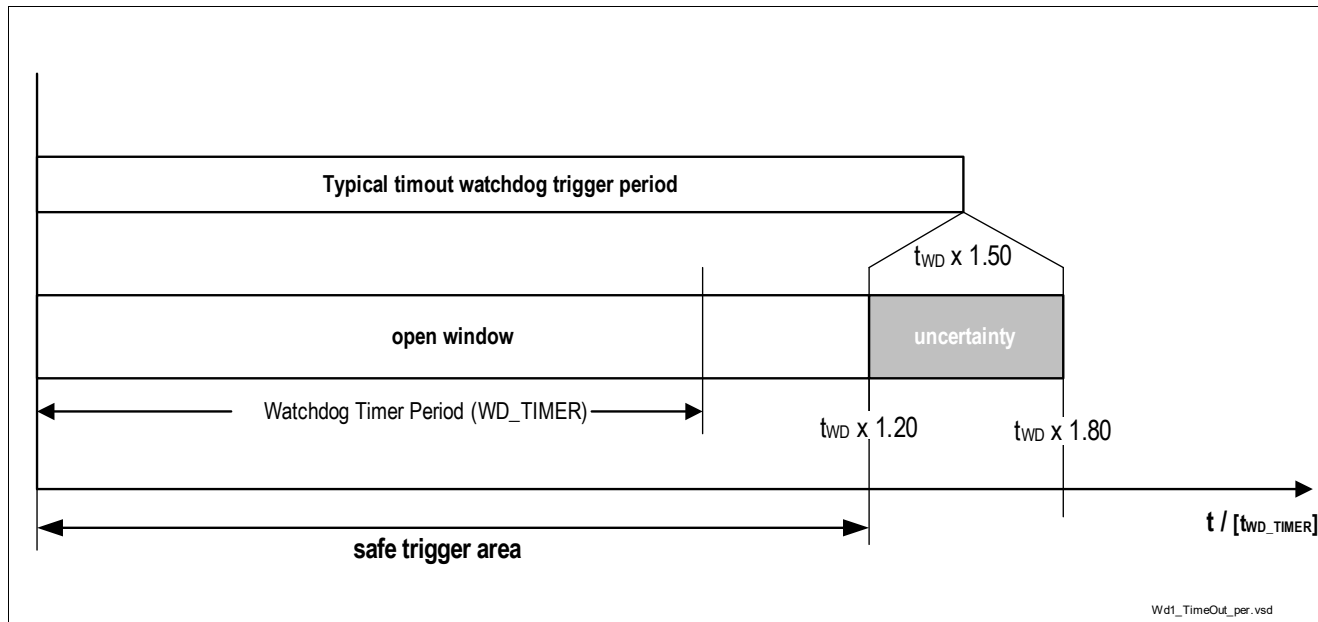 Typical timout watchdog trigger period
tWD x 1.50
open window
uncertainty
Watchdog Timer Period (WD_TIMER)
tWD x 1.20
tWD x 1.80
t / [tWD_TIMER]
safe trigger area
Wd1_TimeOut_per.vsd